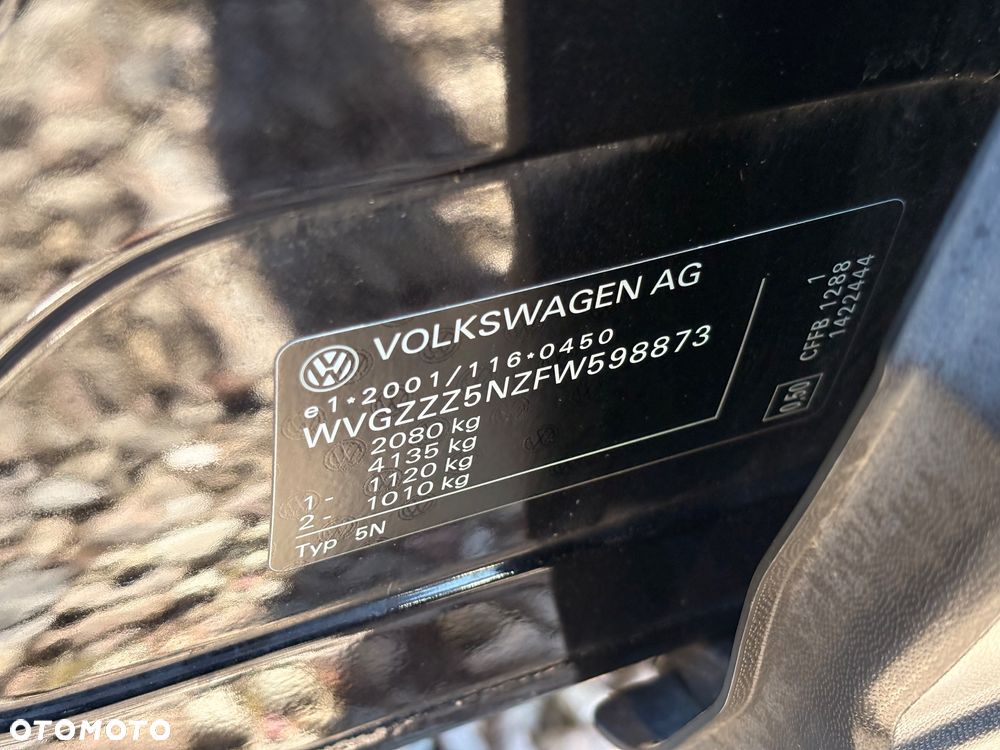 VOLKSWAGEN AG
e1*2001/116*0450
WVGZZZ5NZFW598873
2080 kg
4135 kg
1- 1120 kg
2- 1010 kg
Typ 5N
0.50
1
CFFB 1288
1422444
OTOMOTO